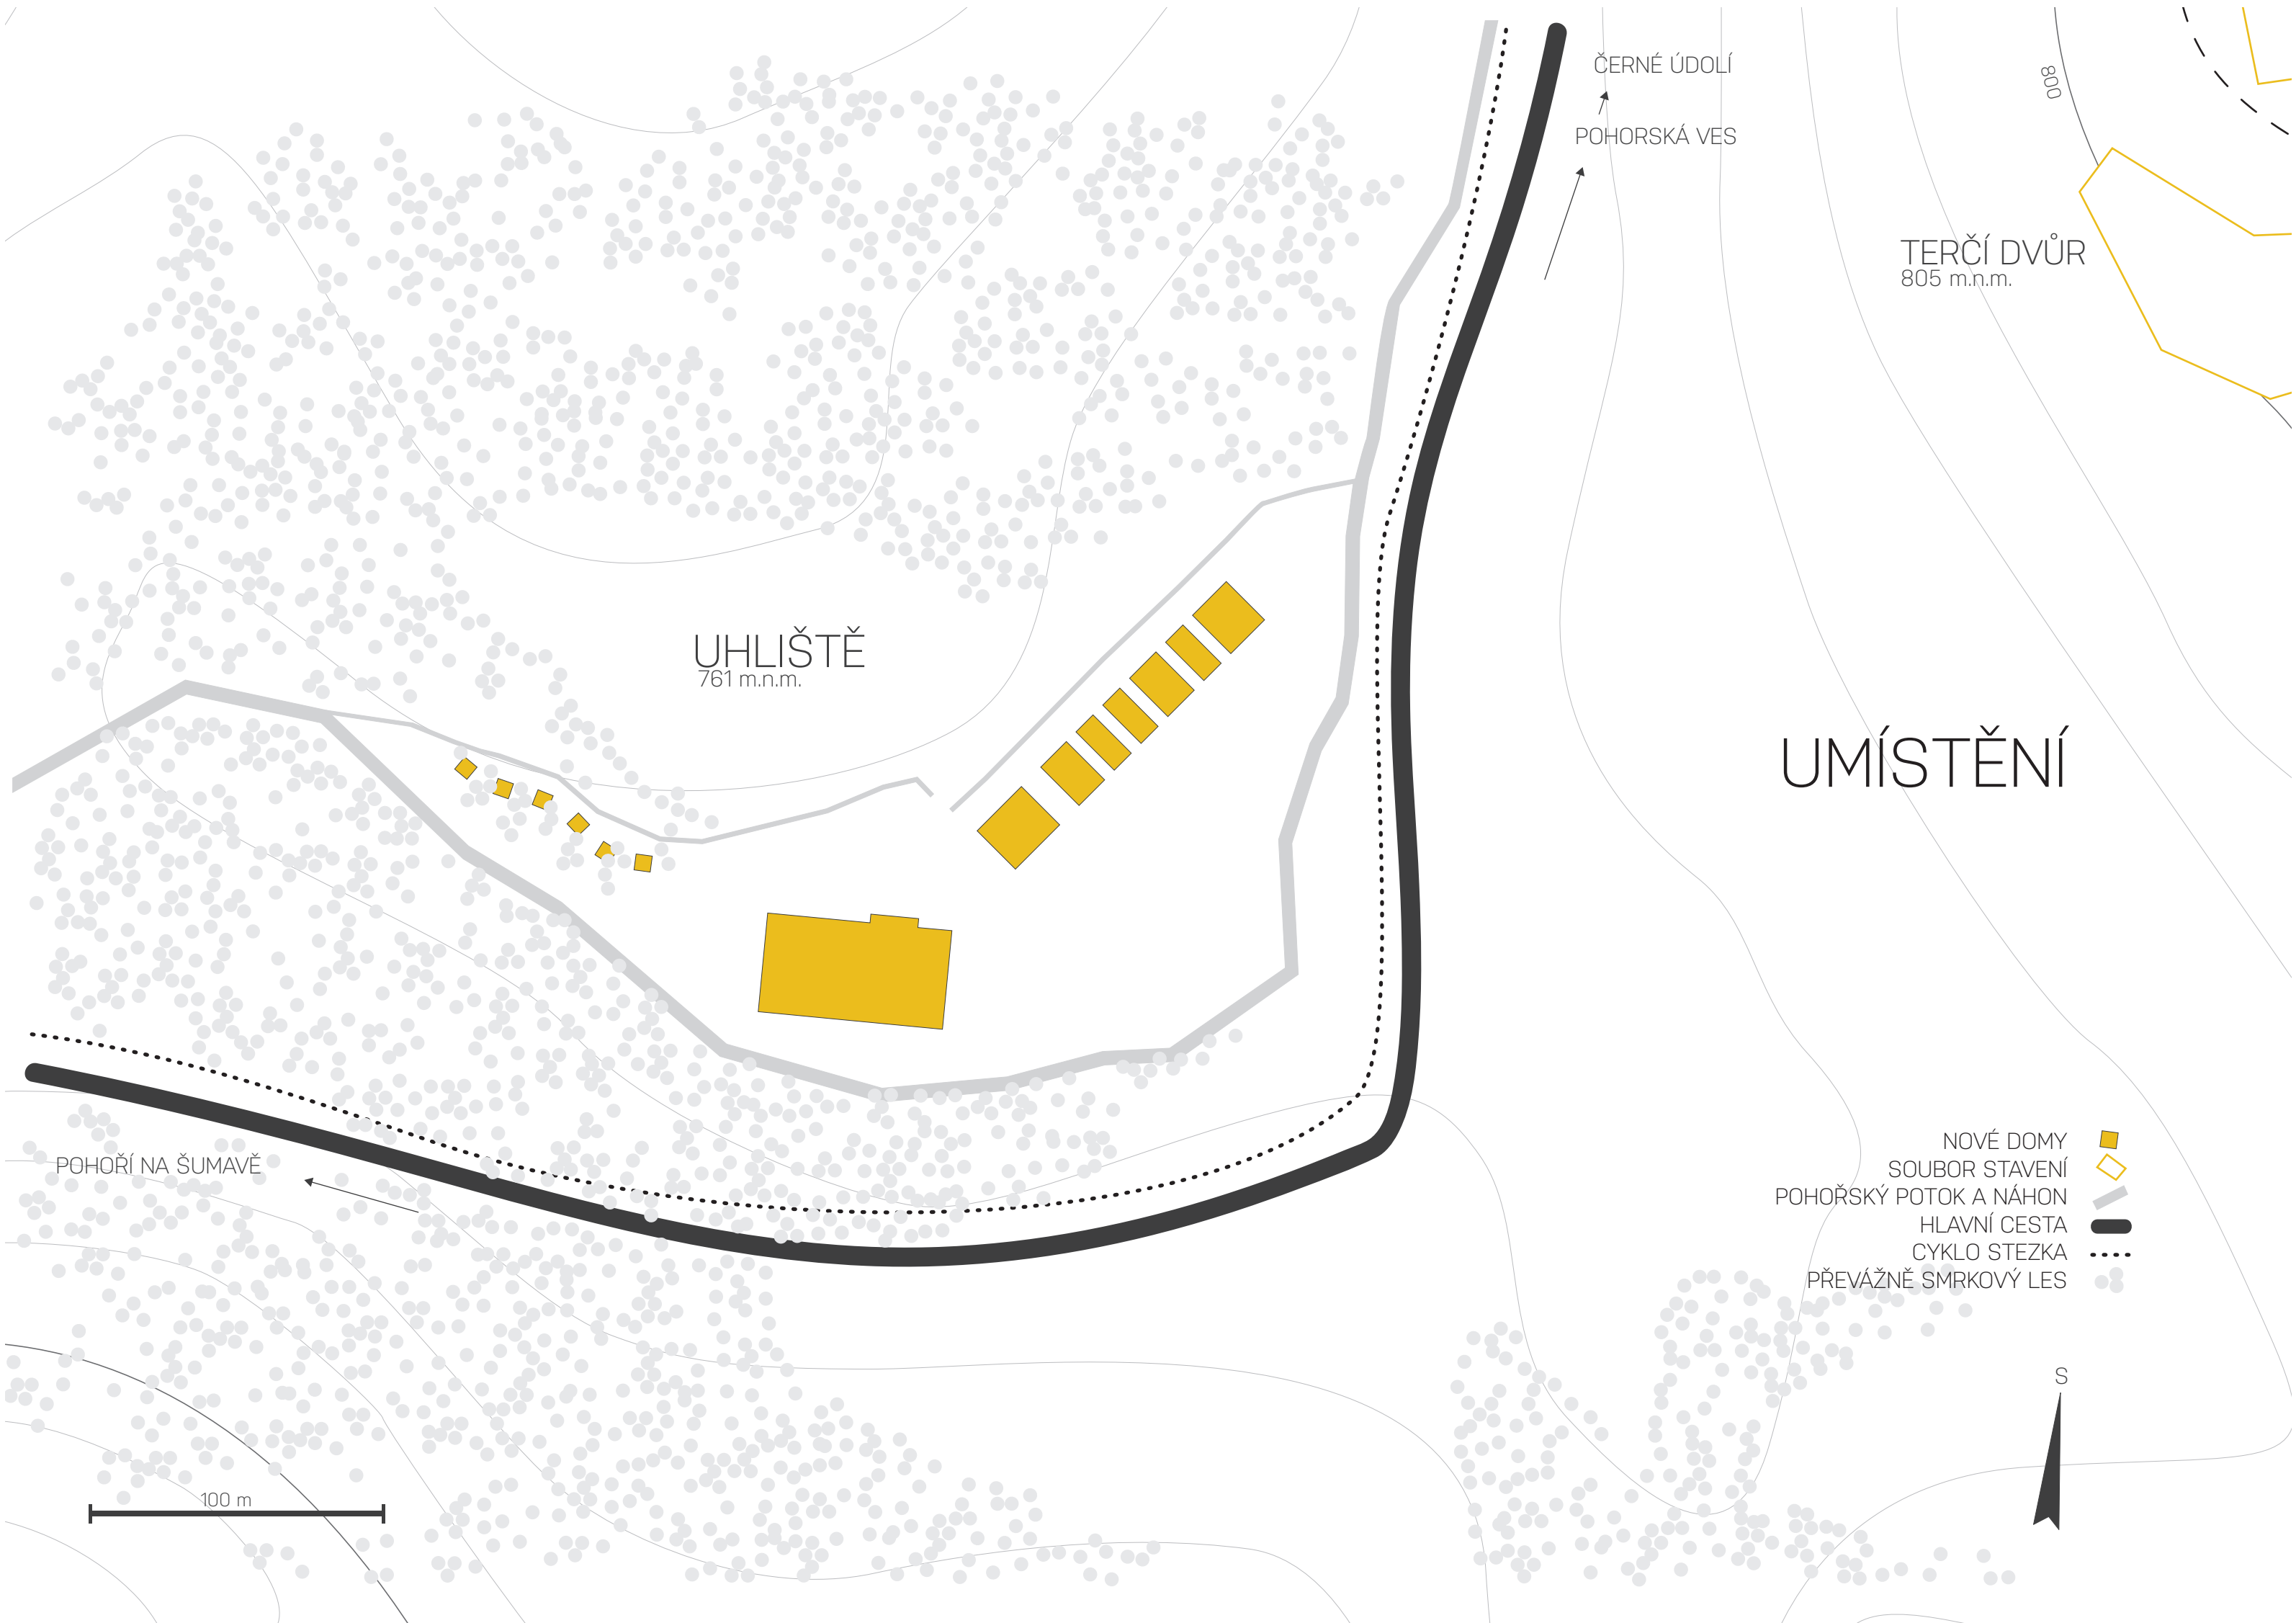 ČERNÉ ÚDOLÍ
800
POHORSKÁ VES
TERČÍ DVŮR
805 m.n.m.
UHLIŠTĚ
761 m.n.m.
UMÍSTĚNÍ
POHOŘÍ NA ŠUMAVĚ
NOVÉ DOMY
SOUBOR STAVENÍ
POHOŘSKÝ POTOK A NÁHON
HLAVNÍ CESTA
CYKLO STEZKA
PŘEVÁŽNĚ SMRKOVÝ LES
S
100 m